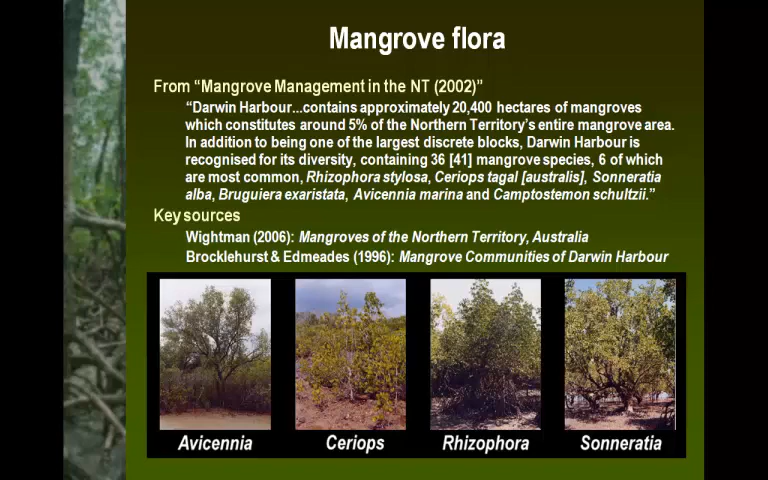 Mangrove flora
From “Mangrove Management in the NT (2002)”
“Darwin Harbour...contains approximately 20,400 hectares of mangroves
which constitutes around 5% of the Northern Territory’s entire mangrove area.
In addition to being one of the largest discrete blocks, Darwin Harbour is
recognised for its diversity, containing 36 [41] mangrove species, 6 of which
are most common, Rhizophora stylosa, Ceriops tagal [australis], Sonneratia
alba, Bruguiera exaristata, Avicennia marina and Camptostemon schultzii.”
Key sources
Wightman (2006): Mangroves of the Northern Territory, Australia
Brocklehurst & Edmeades (1996): Mangrove Communities of Darwin Harbour
Avicennia
Ceriops
Rhizophora
Sonneratia